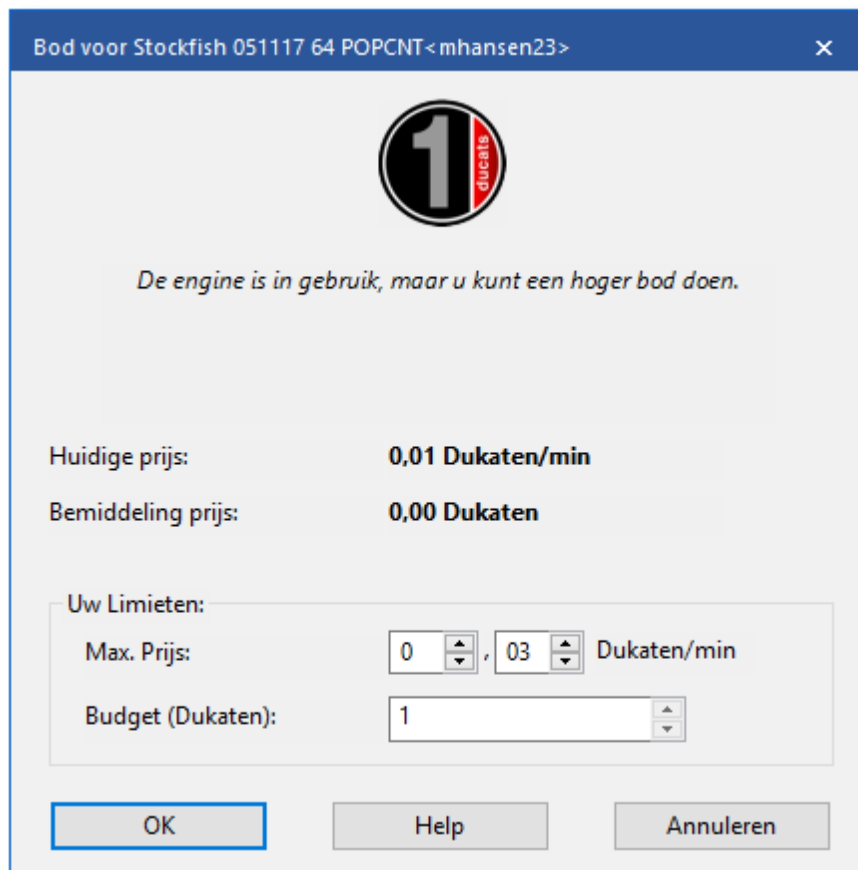 Bod voor Stockfish 051117 64 POPCNT<mhansen23>
1 ducats
De engine is in gebruik, maar u kunt een hoger bod doen.
Huidige prijs: 0,01 Dukaten/min
Bemiddeling prijs: 0,00 Dukaten
Uw Limieten:
Max. Prijs: 0 , 03 Dukaten/min
Budget (Dukaten): 1
OK Help Annuleren